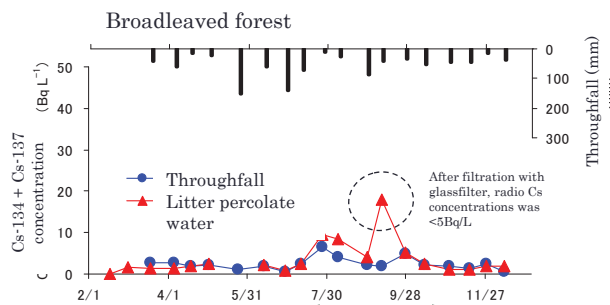 Broadleaved forest
Cs-134 + Cs-137
concentration
(Bq L⁻¹)
50
40
30
20
10
0
Throughfall
Litter percolate
water
After filtration with
glassfilter, radio Cs
concentrations was
<5Bq/L
0
100
200
300
Throughfall (mm)
2/1
4/1
5/31
7/30
9/28
11/27